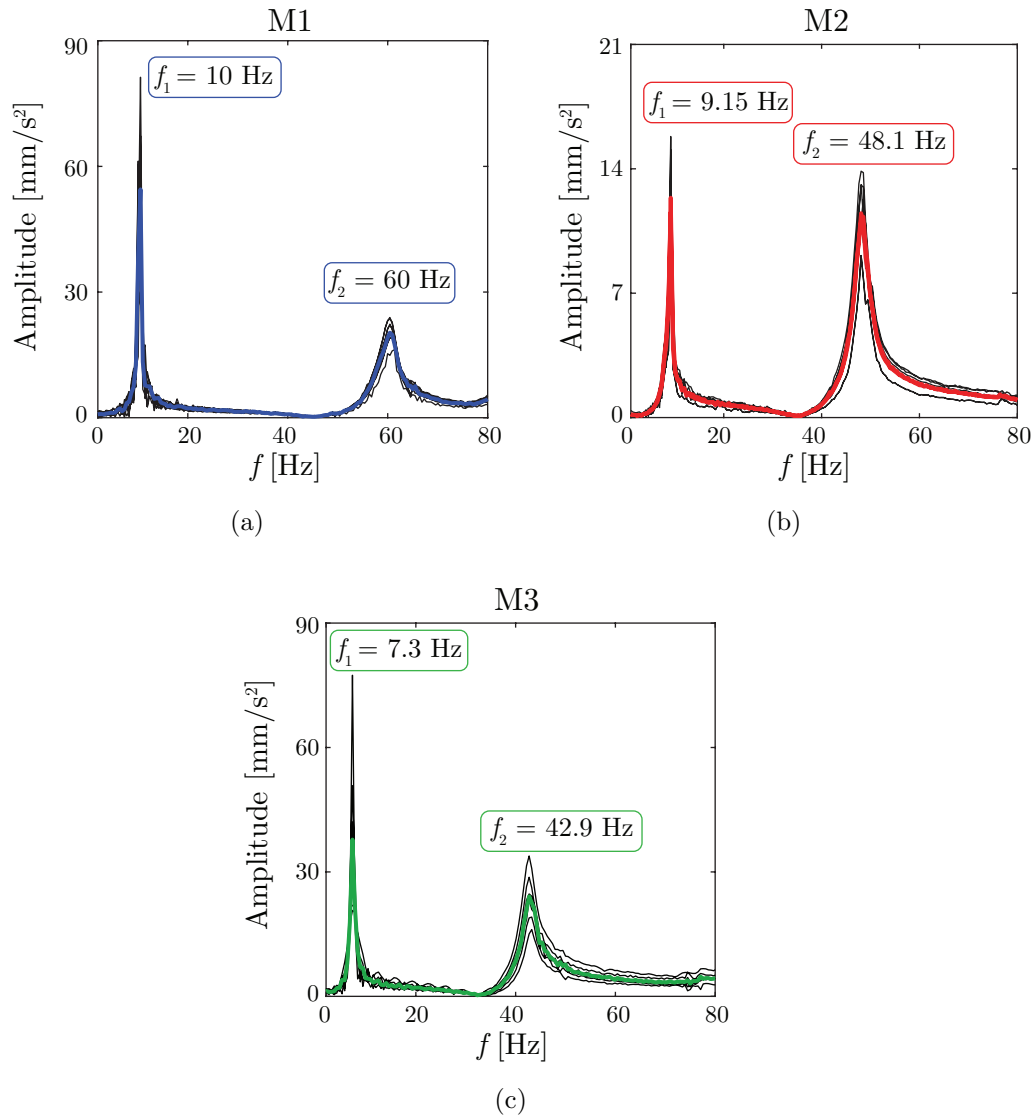 M1
90
60
30
0
Amplitude [mm/s²]
f₁ = 10 Hz
f₂ = 60 Hz
0 20 40 60 80
f [Hz]
(a)
M2
21
14
7
0
Amplitude [mm/s²]
f₁ = 9.15 Hz
f₂ = 48.1 Hz
0 20 40 60 80
f [Hz]
(b)
M3
90
60
30
0
Amplitude [mm/s²]
f₁ = 7.3 Hz
f₂ = 42.9 Hz
0 20 40 60 80
f [Hz]
(c)